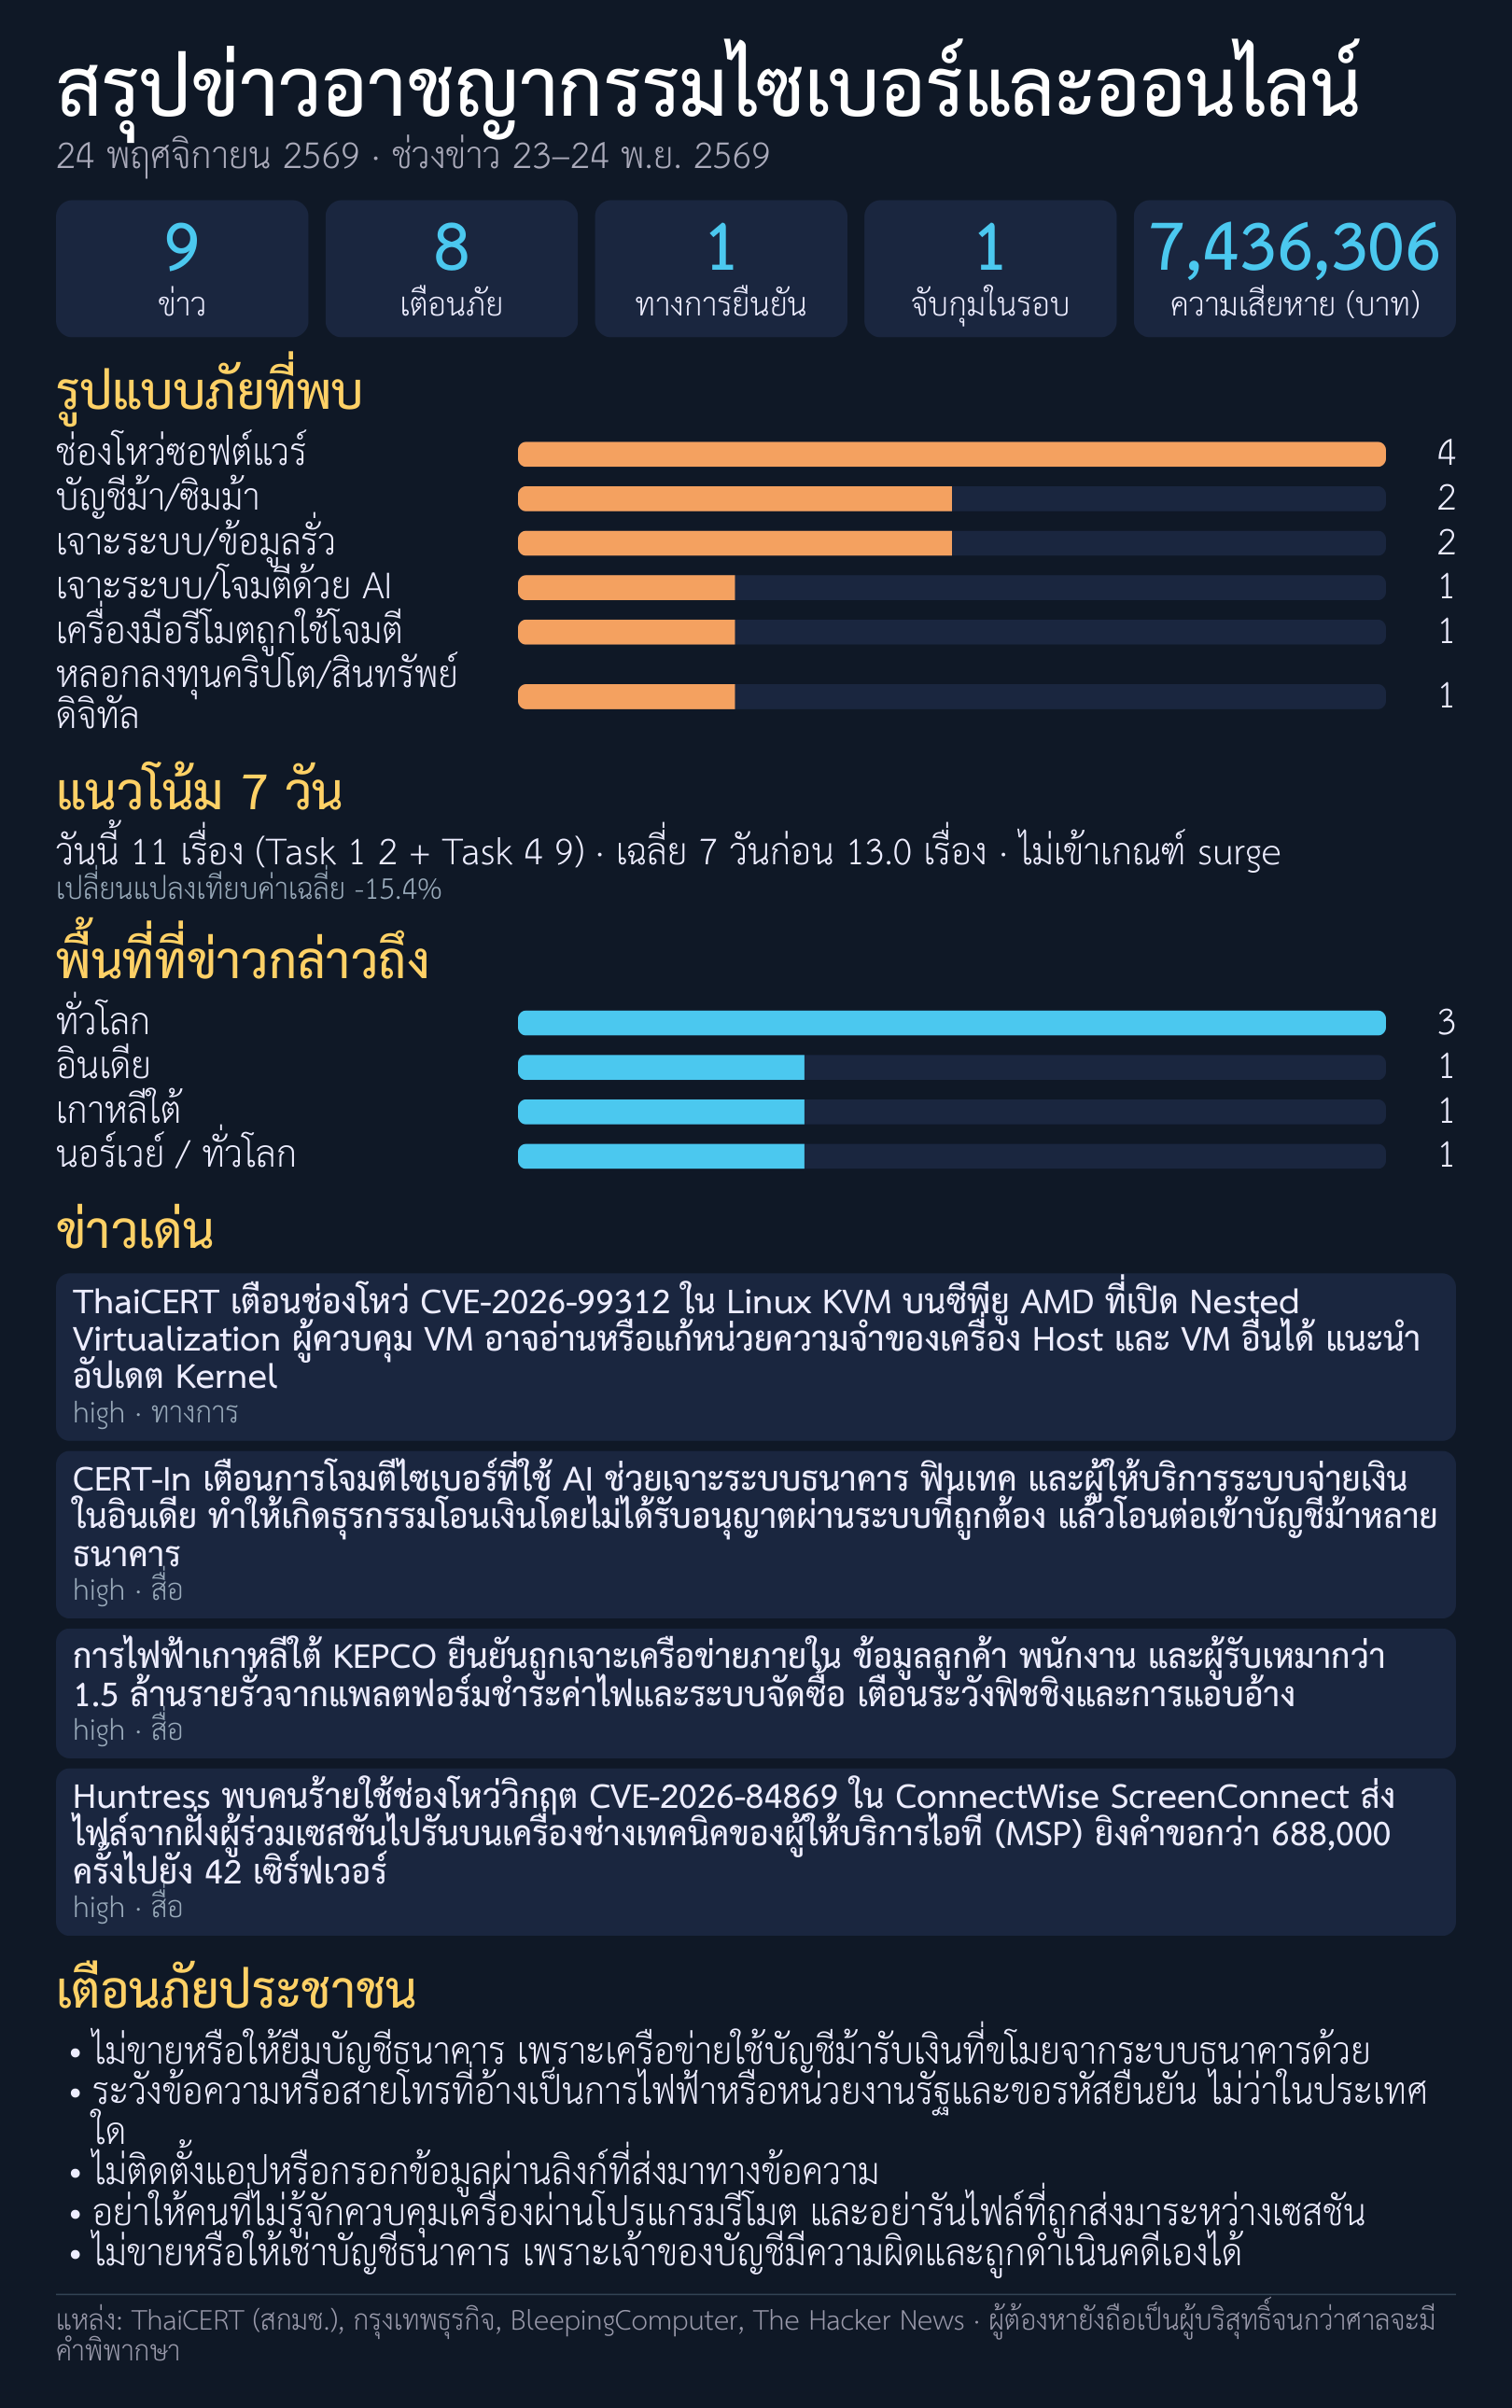 สรุปข่าวอาชญากรรมไซเบอร์และออนไลน์
24 พฤศจิกายน 2569 · ช่วงข่าว 23–24 พ.ย. 2569
9
ข่าว
8
เตือนภัย
1
ทางการยืนยัน
1
จับกุมในรอบ
7,436,306
ความเสียหาย (บาท)
รูปแบบภัยที่พบ
ช่องโหว่ซอฟต์แวร์ 4
บัญชีม้า/ซิมม้า 2
เจาะระบบ/ข้อมูลรั่ว 2
เจาะระบบ/โจมตีด้วย AI 1
เครื่องมือรีโมตถูกใช้โจมตี 1
หลอกลงทุนคริปโต/สินทรัพย์
ดิจิทัล 1
แนวโน้ม 7 วัน
วันนี้ 11 เรื่อง (Task 1 2 + Task 4 9) · เฉลี่ย 7 วันก่อน 13.0 เรื่อง · ไม่เข้าเกณฑ์ surge
เปลี่ยนแปลงเทียบค่าเฉลี่ย -15.4%
พื้นที่ที่ข่าวกล่าวถึง
ทั่วโลก 3
อินเดีย 1
เกาหลีใต้ 1
นอร์เวย์ / ทั่วโลก 1
ข่าวเด่น
ThaiCERT เตือนช่องโหว่ CVE-2026-99312 ใน Linux KVM บนซีพียู AMD ที่เปิด Nested
Virtualization ผู้ควบคุม VM อาจอ่านหรือแก้หน่วยความจำของเครื่อง Host และ VM อื่นได้ แนะนำ
อัปเดต Kernel
high · ทางการ
CERT-In เตือนการโจมตีไซเบอร์ที่ใช้ AI ช่วยเจาะระบบธนาคาร ฟินเทค และผู้ให้บริการระบบจ่ายเงิน
ในอินเดีย ทำให้เกิดธุรกรรมโอนเงินโดยไม่ได้รับอนุญาตผ่านระบบที่ถูกต้อง แล้วโอนต่อเข้าบัญชีม้าหลาย
ธนาคาร
high · สื่อ
การไฟฟ้าเกาหลีใต้ KEPCO ยืนยันถูกเจาะเครือข่ายภายใน ข้อมูลลูกค้า พนักงาน และผู้รับเหมากว่า
1.5 ล้านรายรั่วจากแพลตฟอร์มชำระค่าไฟและระบบจัดซื้อ เตือนระวังฟิชชิงและการแอบอ้าง
high · สื่อ
Huntress พบคนร้ายใช้ช่องโหว่วิกฤต CVE-2026-84869 ใน ConnectWise ScreenConnect ส่ง
ไฟล์จากฝั่งผู้ร่วมเซสชันไปรันบนเครื่องช่างเทคนิคของผู้ให้บริการไอที (MSP) ยิงคำขอกว่า 688,000
ครั้งไปยัง 42 เซิร์ฟเวอร์
high · สื่อ
เตือนภัยประชาชน
• ไม่ขายหรือให้ยืมบัญชีธนาคาร เพราะเครือข่ายใช้บัญชีม้ารับเงินที่ขโมยจากระบบธนาคารด้วย
• ระวังข้อความหรือสายโทรที่อ้างเป็นการไฟฟ้าหรือหน่วยงานรัฐและขอรหัสยืนยัน ไม่ว่าในประเทศ
ใด
• ไม่ติดตั้งแอปหรือกรอกข้อมูลผ่านลิงก์ที่ส่งมาทางข้อความ
• อย่าให้คนที่ไม่รู้จักควบคุมเครื่องผ่านโปรแกรมรีโมต และอย่ารันไฟล์ที่ถูกส่งมาระหว่างเซสชัน
• ไม่ขายหรือให้เช่าบัญชีธนาคาร เพราะเจ้าของบัญชีมีความผิดและถูกดำเนินคดีเองได้
แหล่ง: ThaiCERT (สกมช.), กรุงเทพธุรกิจ, BleepingComputer, The Hacker News · ผู้ต้องหายังถือเป็นผู้บริสุทธิ์จนกว่าศาลจะมี
คำพิพากษา